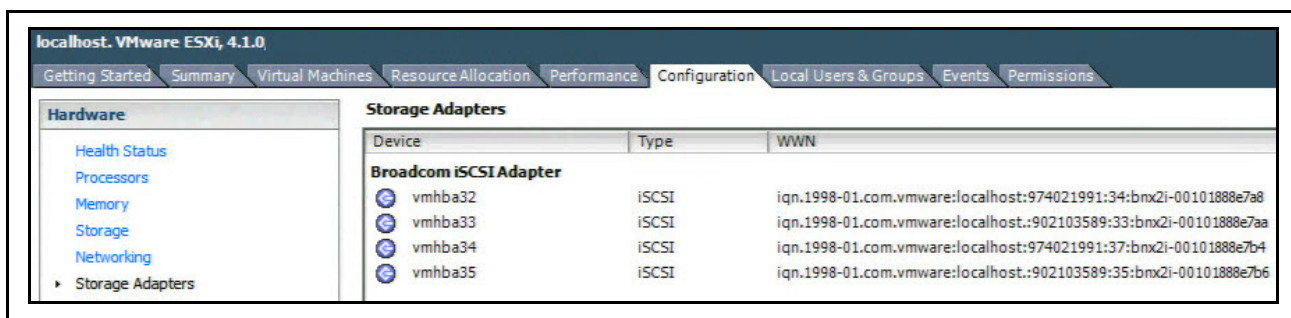 localhost. VMware ESXi, 4.1.0,
Getting Started Summary Virtual Machines Resource Allocation Performance Configuration Local Users & Groups Events Permissions
Hardware
Health Status
Processors
Memory
Storage
Networking
Storage Adapters
Storage Adapters
Device Type WWN
Broadcom iSCSI Adapter
vmhba32 iSCSI iqn.1998-01.com.vmware:localhost:974021991:34:bnx2i-00101888e7a8
vmhba33 iSCSI iqn.1998-01.com.vmware:localhost.:902103589:33:bnx2i-00101888e7aa
vmhba34 iSCSI iqn.1998-01.com.vmware:localhost:974021991:37:bnx2i-00101888e7b4
vmhba35 iSCSI iqn.1998-01.com.vmware:localhost.:902103589:35:bnx2i-00101888e7b6